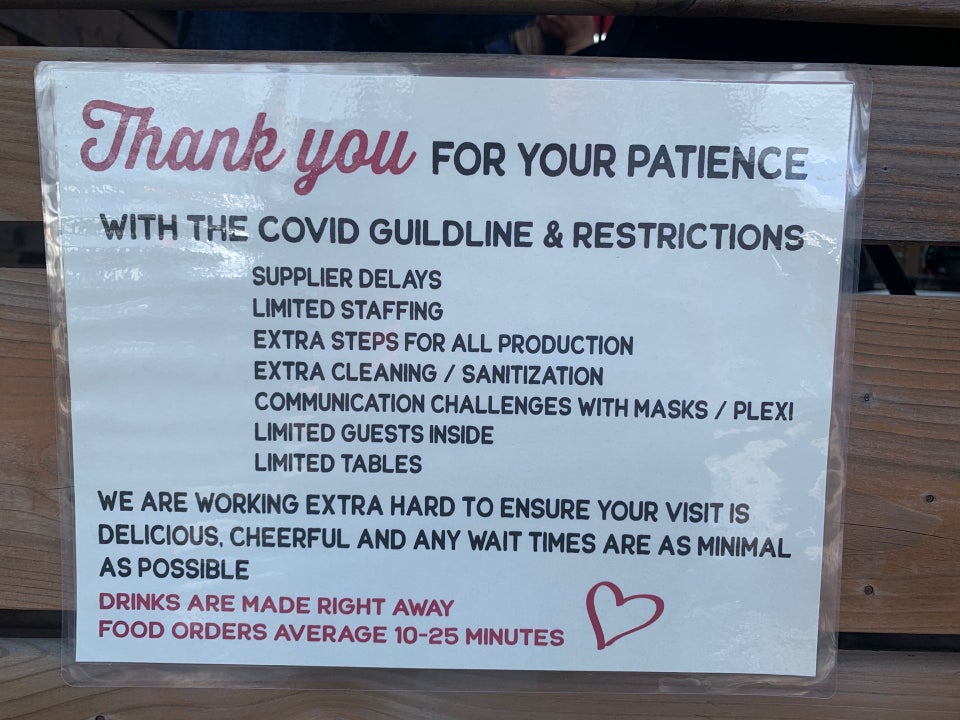 Thank you FOR YOUR PATIENCE
WITH THE COVID GUILDLINE & RESTRICTIONS
SUPPLIER DELAYS
LIMITED STAFFING
EXTRA STEPS FOR ALL PRODUCTION
EXTRA CLEANING / SANITIZATION
COMMUNICATION CHALLENGES WITH MASKS / PLEXI
LIMITED GUESTS INSIDE
LIMITED TABLES
WE ARE WORKING EXTRA HARD TO ENSURE YOUR VISIT IS
DELICIOUS, CHEERFUL AND ANY WAIT TIMES ARE AS MINIMAL
AS POSSIBLE
DRINKS ARE MADE RIGHT AWAY
FOOD ORDERS AVERAGE 10-25 MINUTES